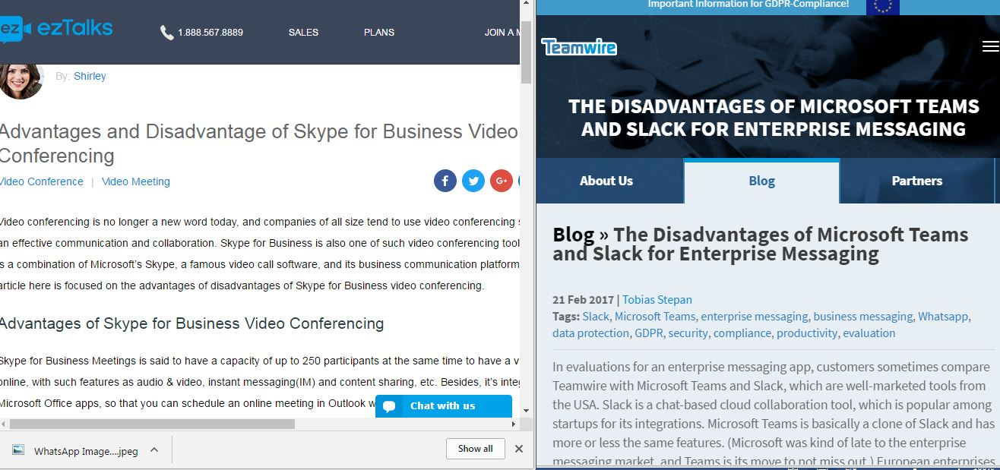 ez ezTalks
1.888.567.8889
SALES
PLANS
JOIN A M
By: Shirley
Advantages and Disadvantage of Skype for Business Video
Conferencing
Video Conference | Video Meeting
Video conferencing is no longer a new word today, and companies of all size tend to use video conferencing
an effective communication and collaboration. Skype for Business is also one of such video conferencing tool
is a combination of Microsoft's Skype, a famous video call software, and its business communication platform
article here is focused on the advantages of disadvantages of Skype for Business video conferencing.
Advantages of Skype for Business Video Conferencing
Skype for Business Meetings is said to have a capacity of up to 250 participants at the same time to have a v
online, with such features as audio & video, instant messaging(IM) and content sharing, etc. Besides, it's inte
Microsoft Office apps, so that you can schedule an online meeting in Outlook w
Chat with us
WhatsApp Image....jpeg
Show all
Important Information for GDPR-Compliance!
Teamwire
THE DISADVANTAGES OF MICROSOFT TEAMS
AND SLACK FOR ENTERPRISE MESSAGING
About Us
Blog
Partners
Blog » The Disadvantages of Microsoft Teams
and Slack for Enterprise Messaging
21 Feb 2017 | Tobias Stepan
Tags: Slack, Microsoft Teams, enterprise messaging, business messaging, Whatsapp,
data protection, GDPR, security, compliance, productivity, evaluation
In evaluations for an enterprise messaging app, customers sometimes compare
Teamwire with Microsoft Teams and Slack, which are well-marketed tools from
the USA. Slack is a chat-based cloud collaboration tool, which is popular among
startups for its integrations. Microsoft Teams is basically a clone of Slack and has
more or less the same features. (Microsoft was kind of late to the enterprise
messaging market, and Teams is its move to not miss out.) European enterprises